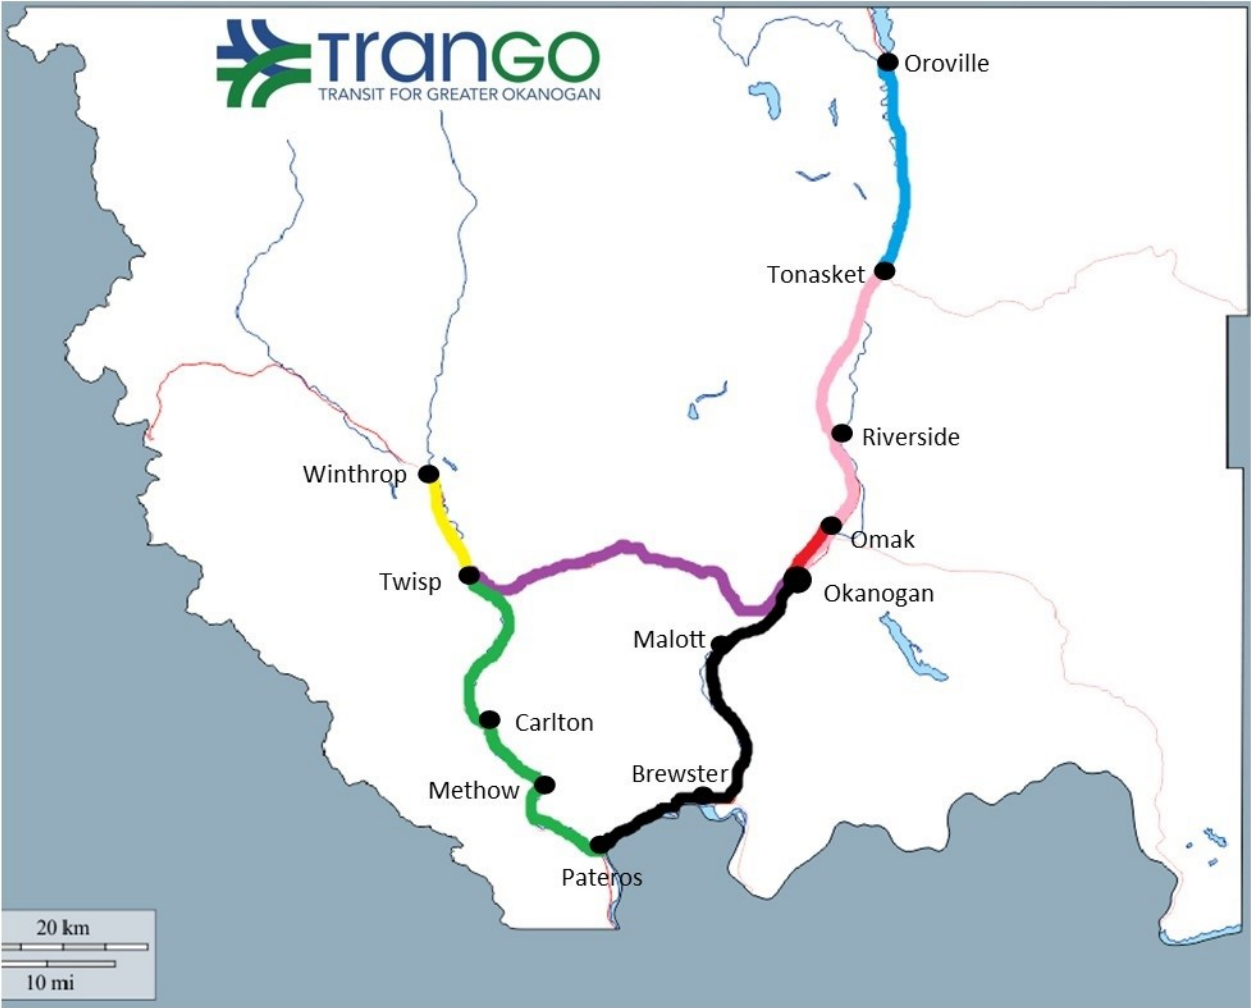 TranGO
TRANSIT FOR GREATER OKANOGAN
Oroville
Tonasket
Riverside
Winthrop
Omak
Twisp
Okanogan
Malott
Carlton
Brewster
Methow
Pateros
20 km
10 mi